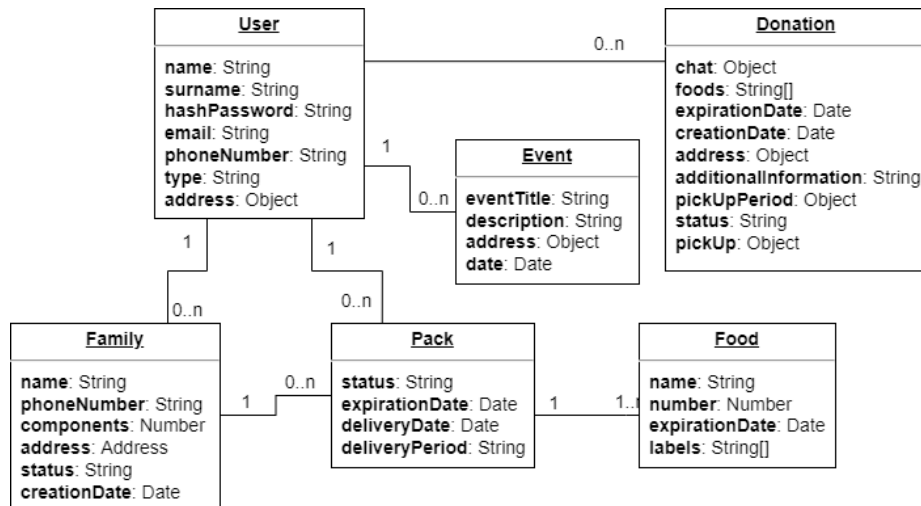 User
name: String
surname: String
hashPassword: String
email: String
phoneNumber: String
type: String
address: Object
1
0..n
Donation
chat: Object
foods: String[]
expirationDate: Date
creationDate: Date
address: Object
additionalInformation: String
pickUpPeriod: Object
status: String
pickUp: Object
1
0..n
Event
eventTitle: String
description: String
address: Object
date: Date
1
0..n
1
0..n
Family
name: String
phoneNumber: String
components: Number
address: Address
status: String
creationDate: Date
1
0..n
Pack
status: String
expirationDate: Date
deliveryDate: Date
deliveryPeriod: String
1
1..n
Food
name: String
number: Number
expirationDate: Date
labels: String[]